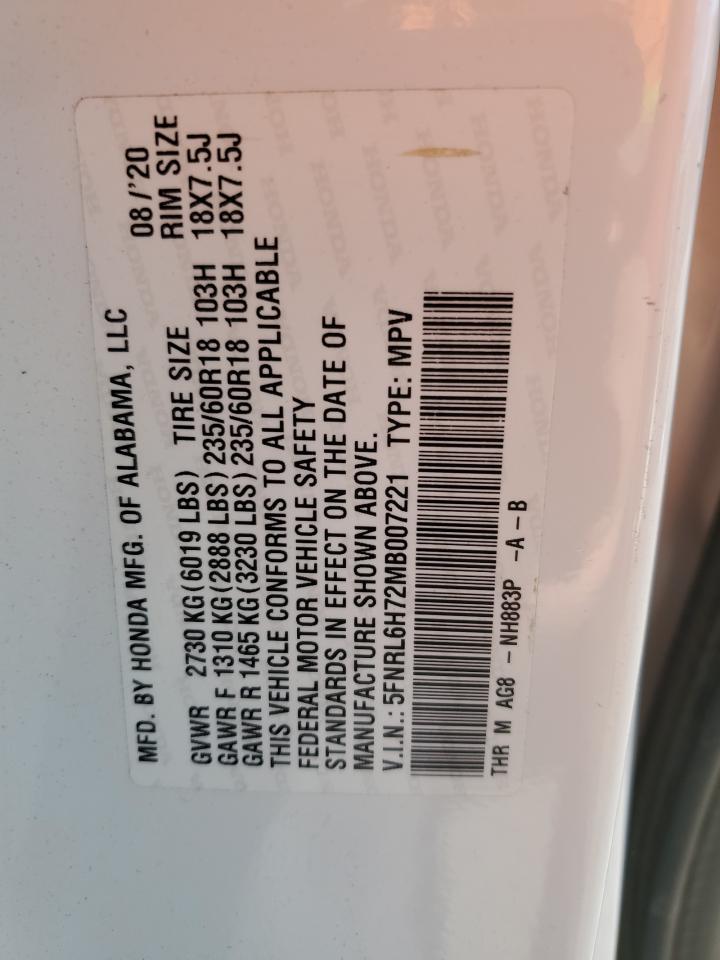 MFD. BY HONDA MFG. OF ALABAMA, LLC 08/'20
GVWR 2730 KG(6019 LBS) TIRE SIZE RIM SIZE
GAWR F 1310 KG(2888 LBS) 235/60R18 103H 18X7.5J
GAWR R 1465 KG(3230 LBS) 235/60R18 103H 18X7.5J
THIS VEHICLE CONFORMS TO ALL APPLICABLE
FEDERAL MOTOR VEHICLE SAFETY
STANDARDS IN EFFECT ON THE DATE OF
MANUFACTURE SHOWN ABOVE.
V.I.N.: 5FNRL6H72MB007221 TYPE: MPV
THR M AG8 - NH883P -A-B